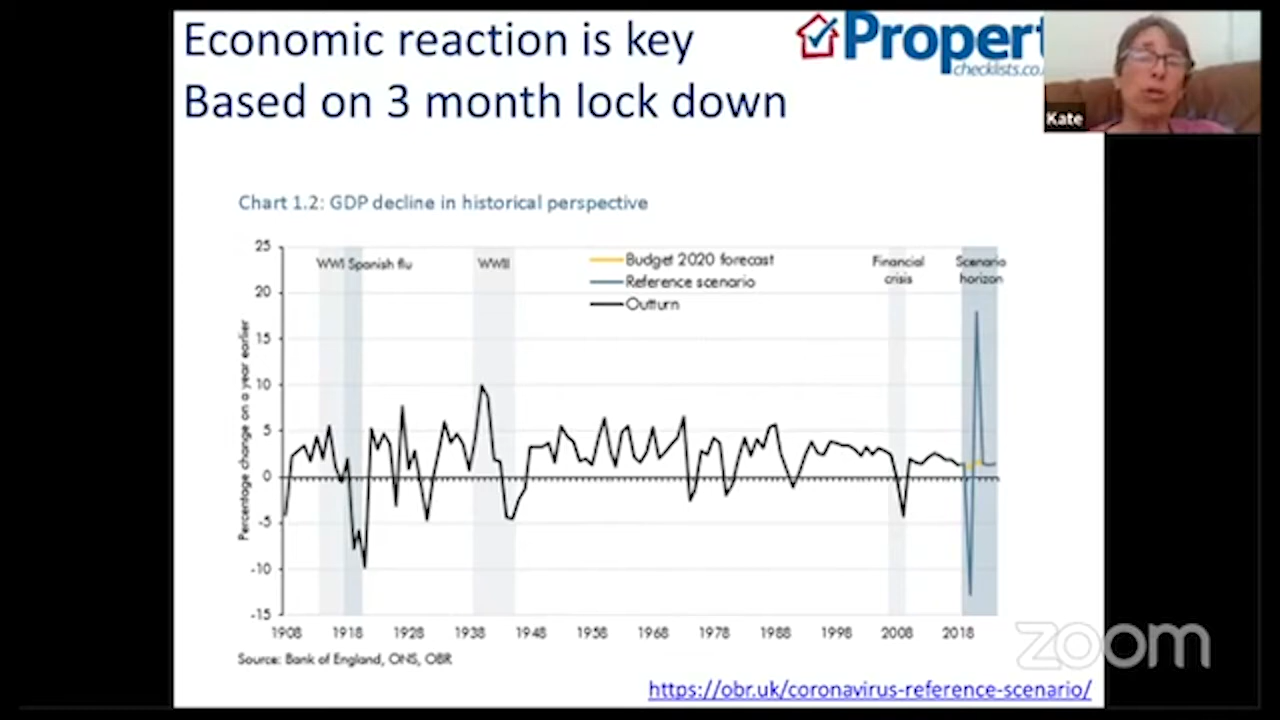 Economic reaction is key
Based on 3 month lock down
Propert
checklists.co.
Kate
Chart 1.2: GDP decline in historical perspective
Percentage change on a year earlier
25
20
15
10
5
0
-5
-10
-15
WWI Spanish flu
WWII
Budget 2020 forecast
Reference scenario
Outturn
Financial
crisis
Scenario
horizon
1908 1918 1928 1938 1948 1958 1968 1978 1988 1998 2008 2018
Source: Bank of England, ONS, OBR
zoom
https://obr.uk/coronavirus-reference-scenario/